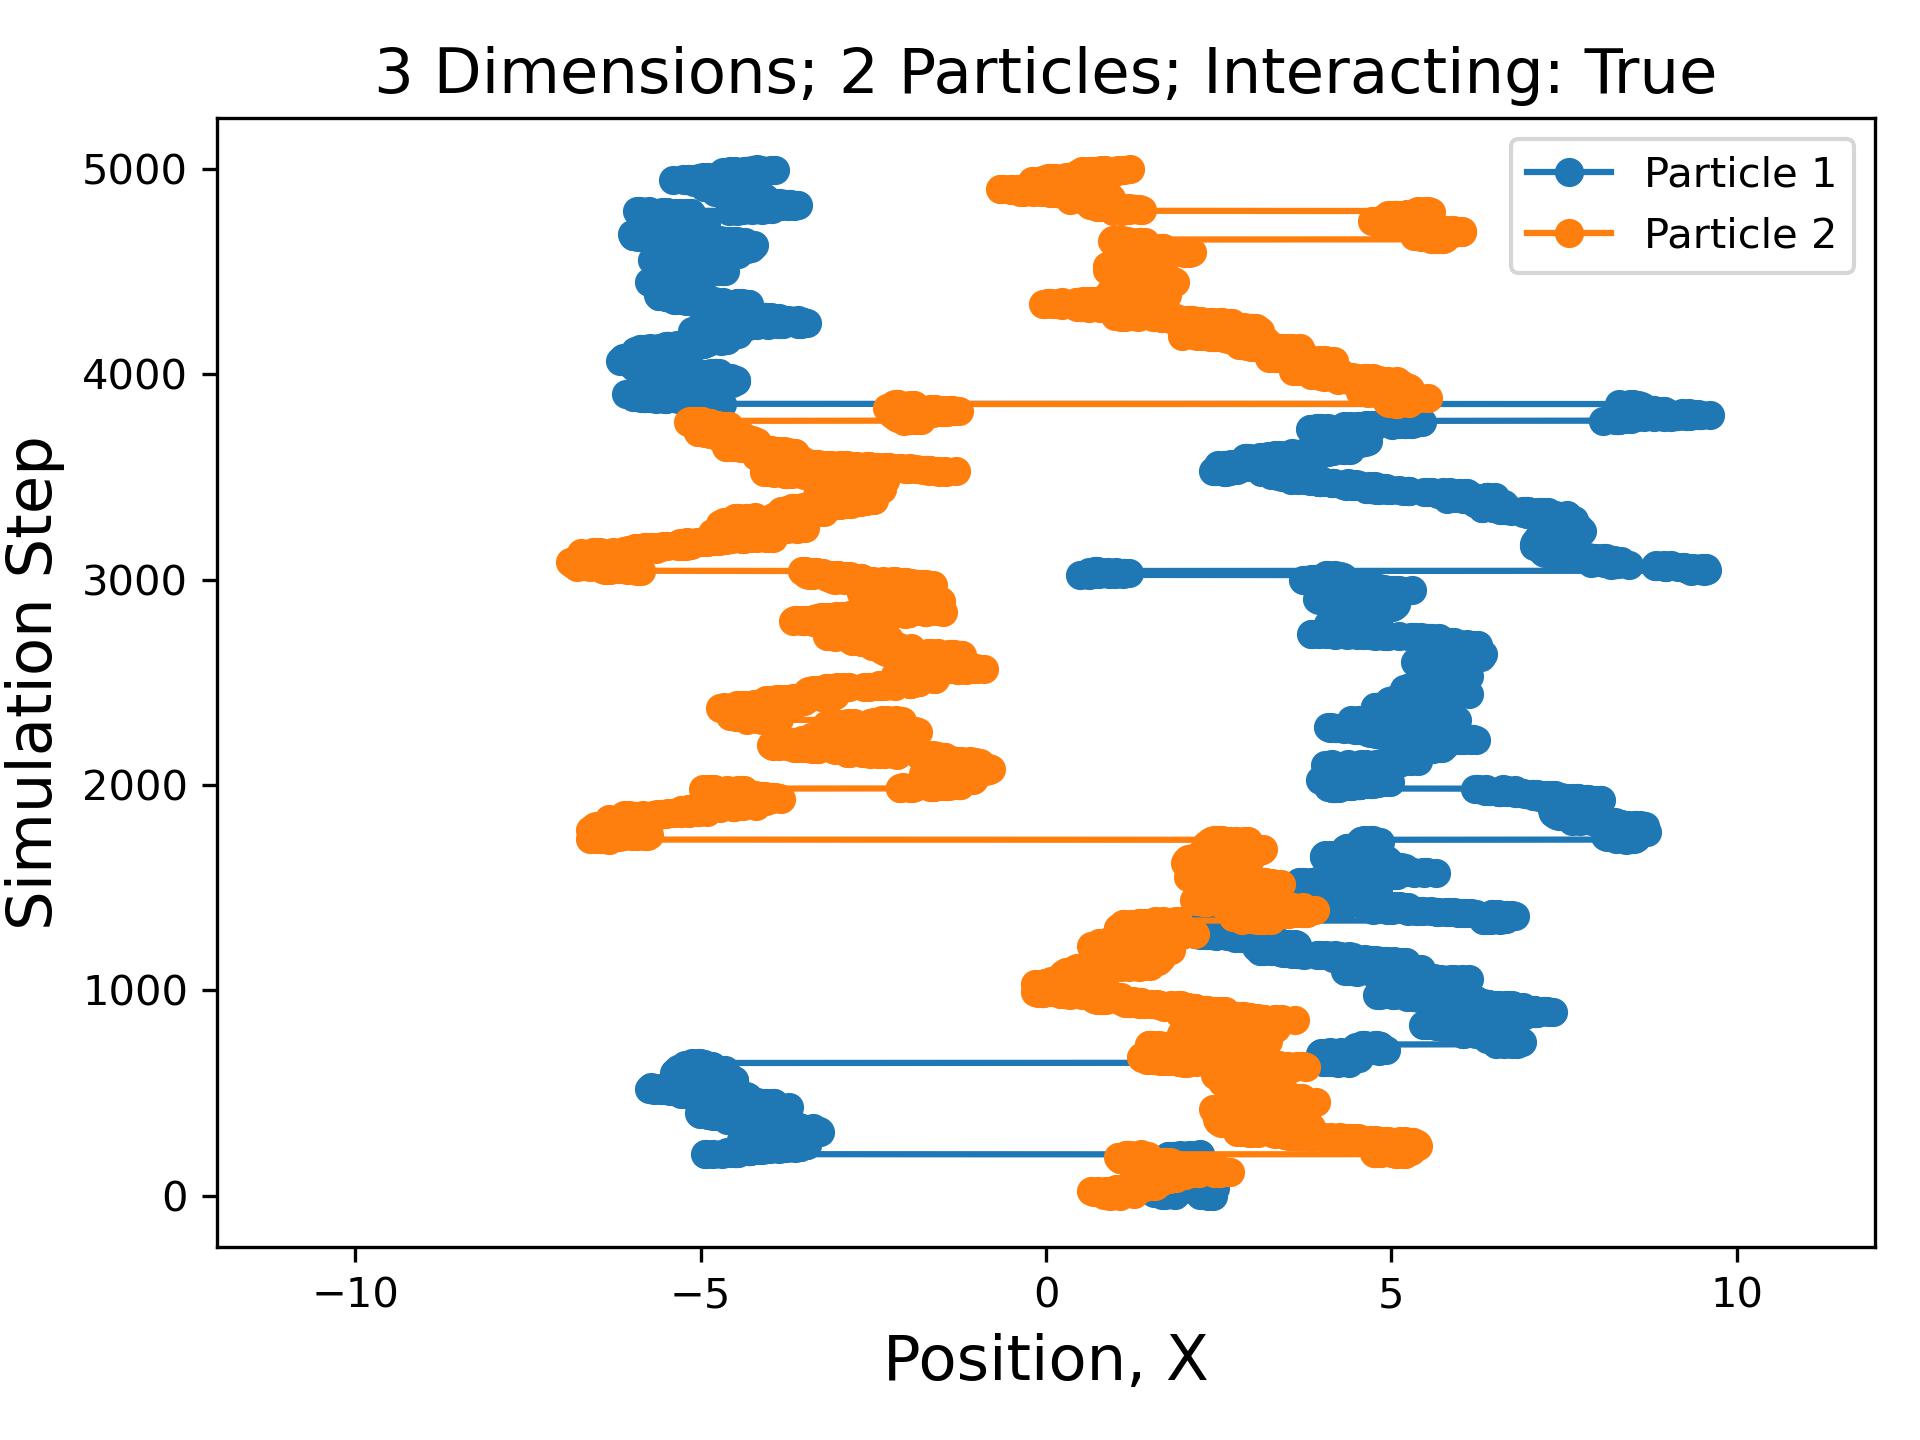 3 Dimensions; 2 Particles; Interacting: True
Particle 1
Particle 2
5000
4000
3000
2000
1000
0
Simulation Step
−10
−5
0
5
10
Position, X